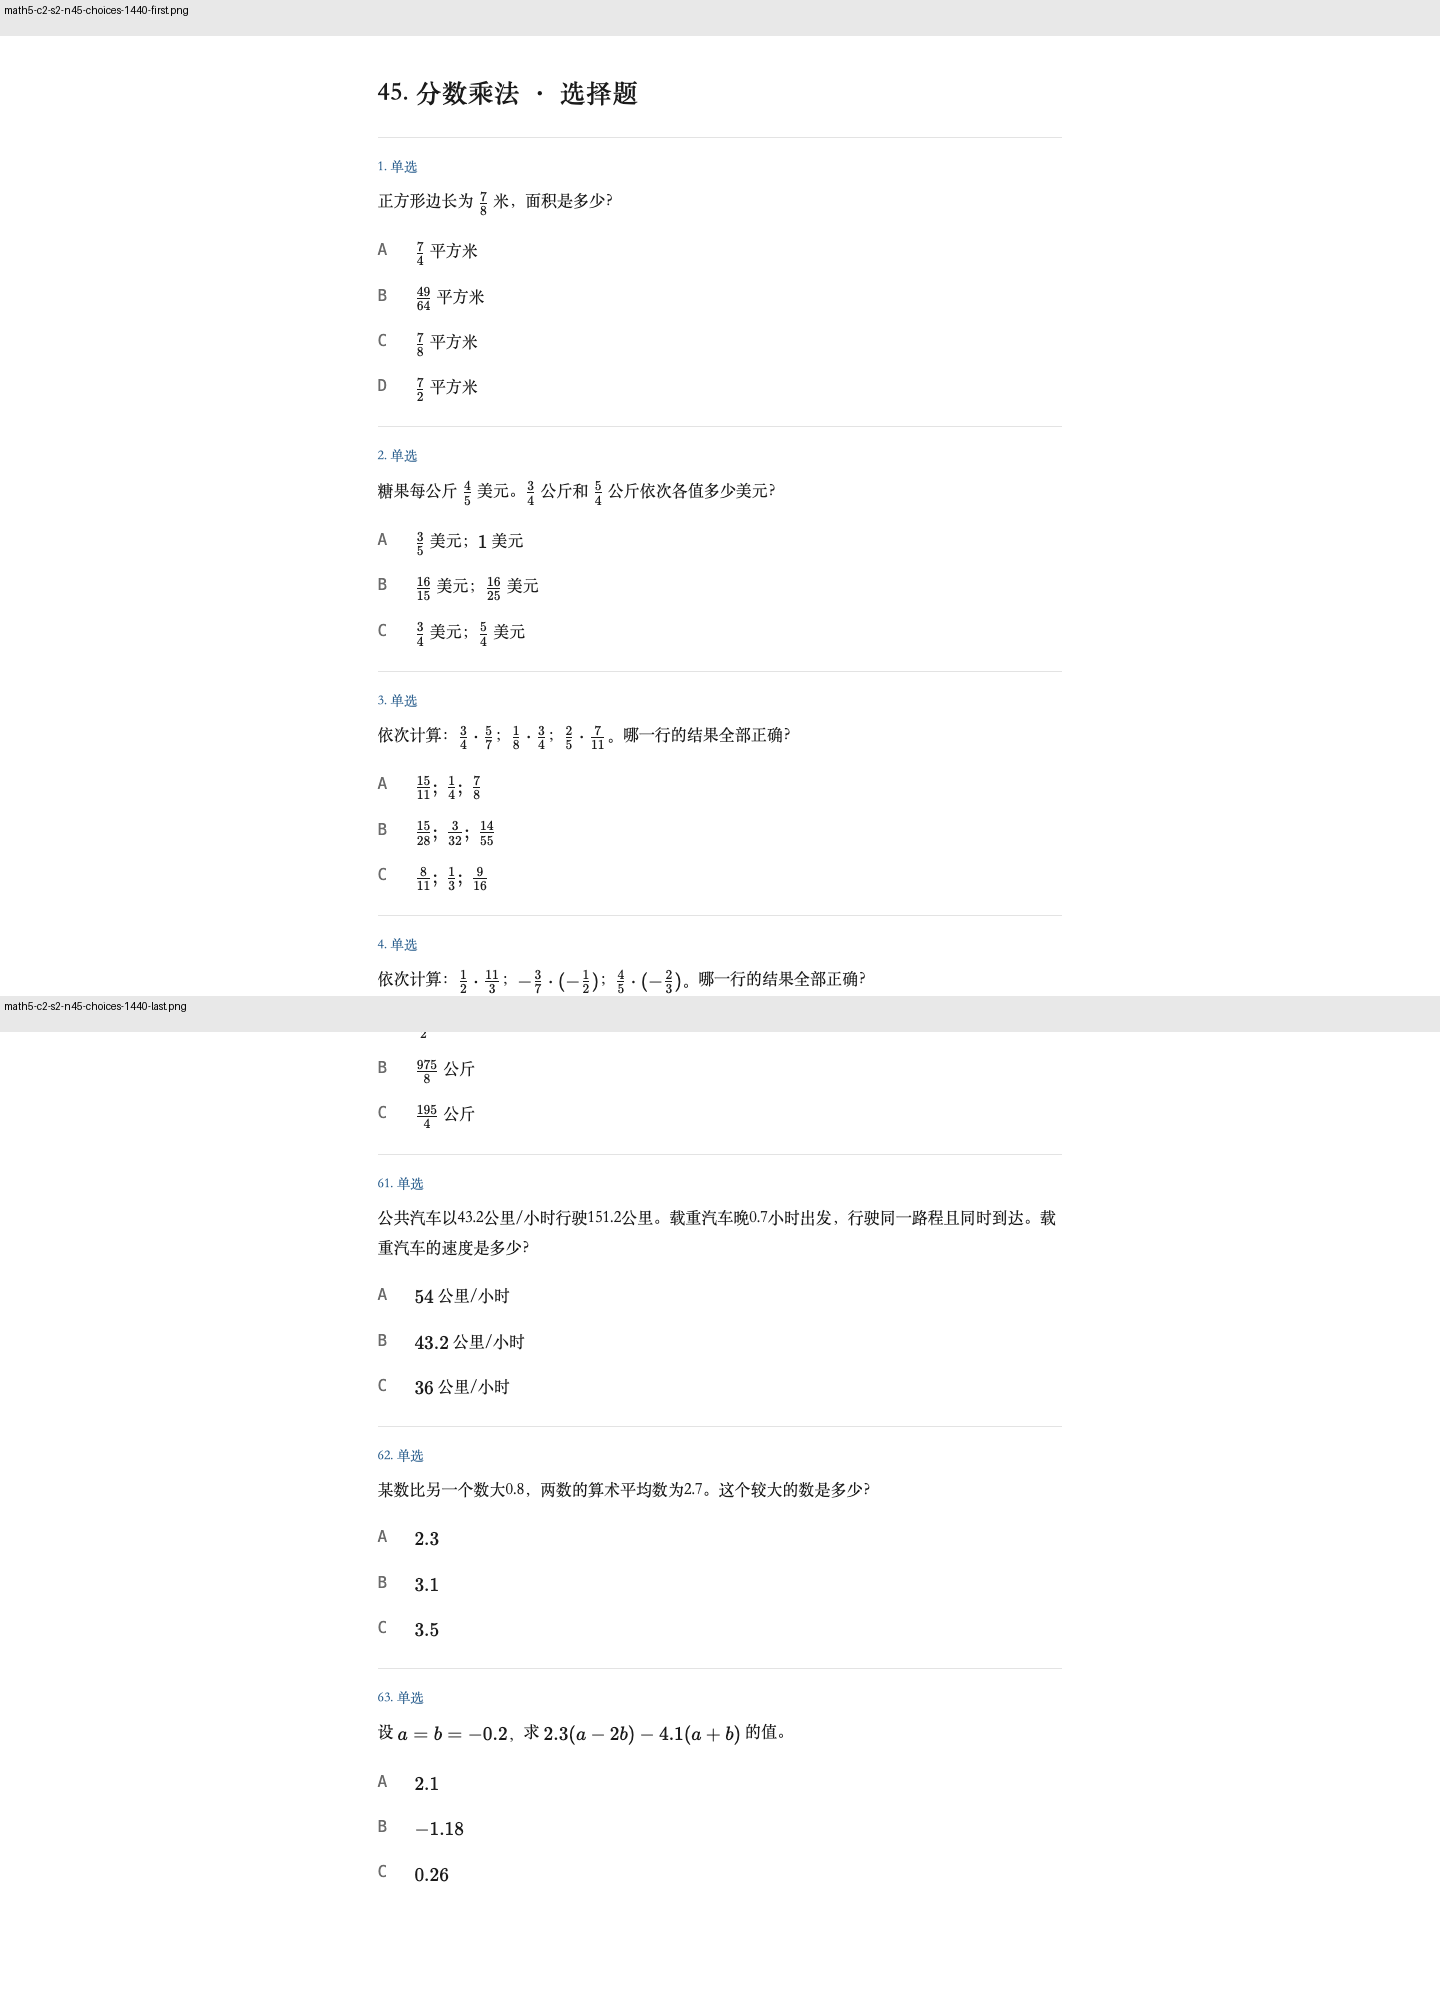 math5-c2-s2-n45-choices-1440-first.png
45. 分数乘法 · 选择题
1. 单选
正方形边长为 7/8 米，面积是多少？
A 7/4 平方米
B 49/64 平方米
C 7/8 平方米
D 7/2 平方米
2. 单选
糖果每公斤 4/5 美元。3/4 公斤和 5/4 公斤依次各值多少美元？
A 3/5 美元；1 美元
B 16/15 美元；16/25 美元
C 3/4 美元；5/4 美元
3. 单选
依次计算：3/4 · 5/7；1/8 · 3/4；2/5 · 7/11。哪一行的结果全部正确？
A 15/11; 1/4; 7/8
B 15/28; 3/32; 14/55
C 8/11; 1/3; 9/16
4. 单选
依次计算：1/2 · 11/3；−3/7 · (−1/2)；4/5 · (−2/3)。哪一行的结果全部正确？
math5-c2-s2-n45-choices-1440-last.png
2
B 975/8 公斤
C 195/4 公斤
61. 单选
公共汽车以43.2公里/小时行驶151.2公里。载重汽车晚0.7小时出发，行驶同一路程且同时到达。载
重汽车的速度是多少？
A 54 公里/小时
B 43.2 公里/小时
C 36 公里/小时
62. 单选
某数比另一个数大0.8，两数的算术平均数为2.7。这个较大的数是多少？
A 2.3
B 3.1
C 3.5
63. 单选
设 a = b = −0.2，求 2.3(a − 2b) − 4.1(a + b) 的值。
A 2.1
B −1.18
C 0.26